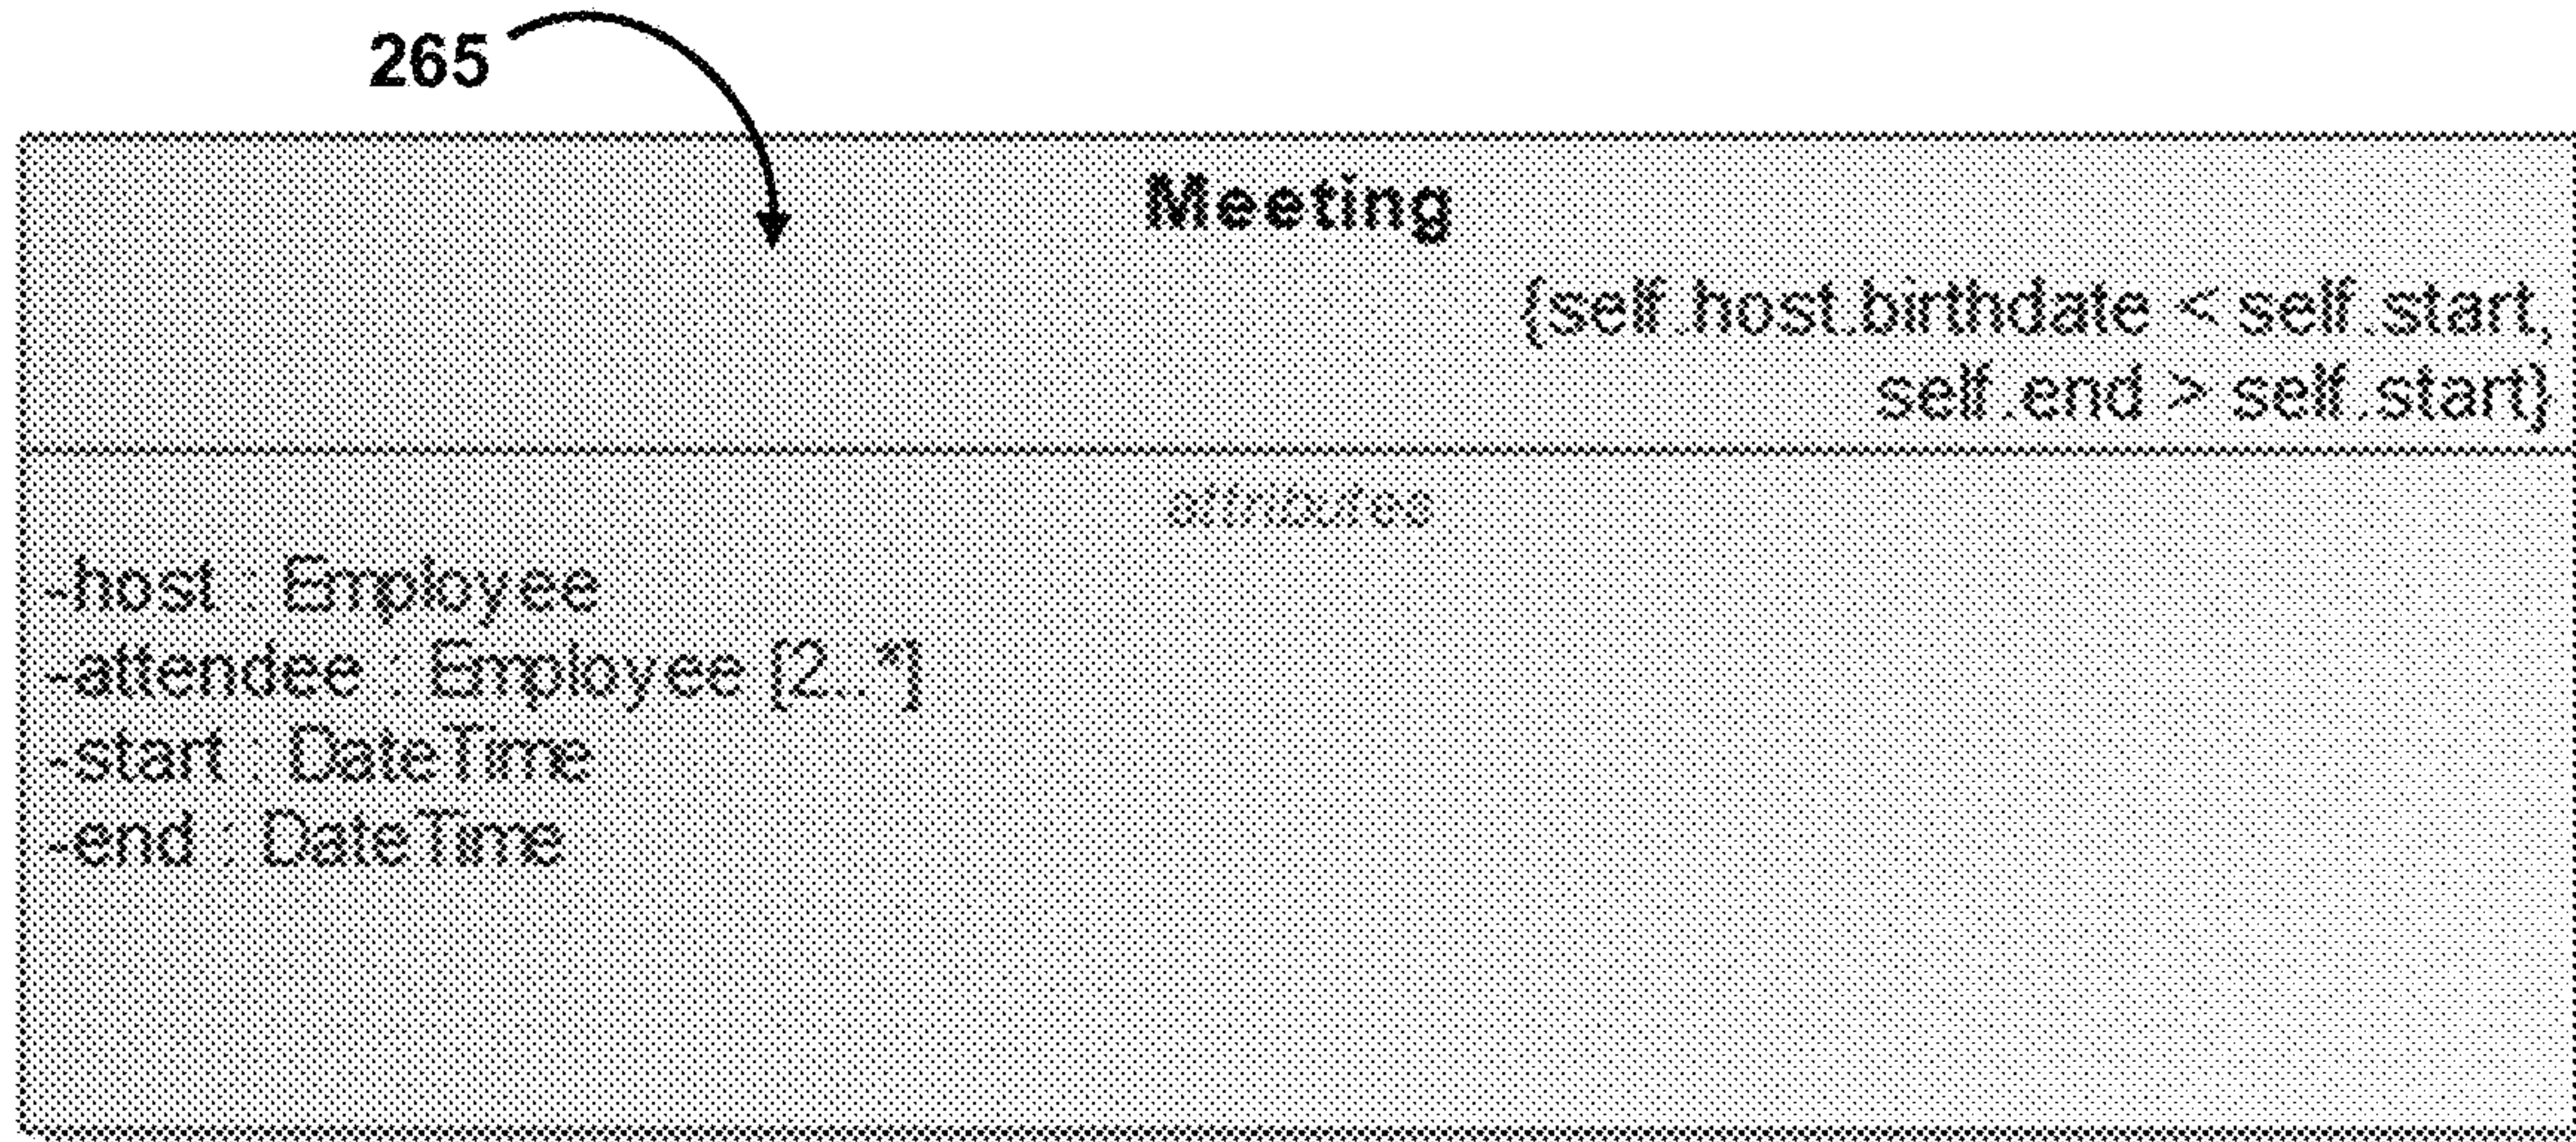 265
Meeting
{self.host.birthdate < self.start,
self.end > self.start}
attributes
-host : Employee
-attendee : Employee [2..*]
-start : DateTime
-end : DateTime